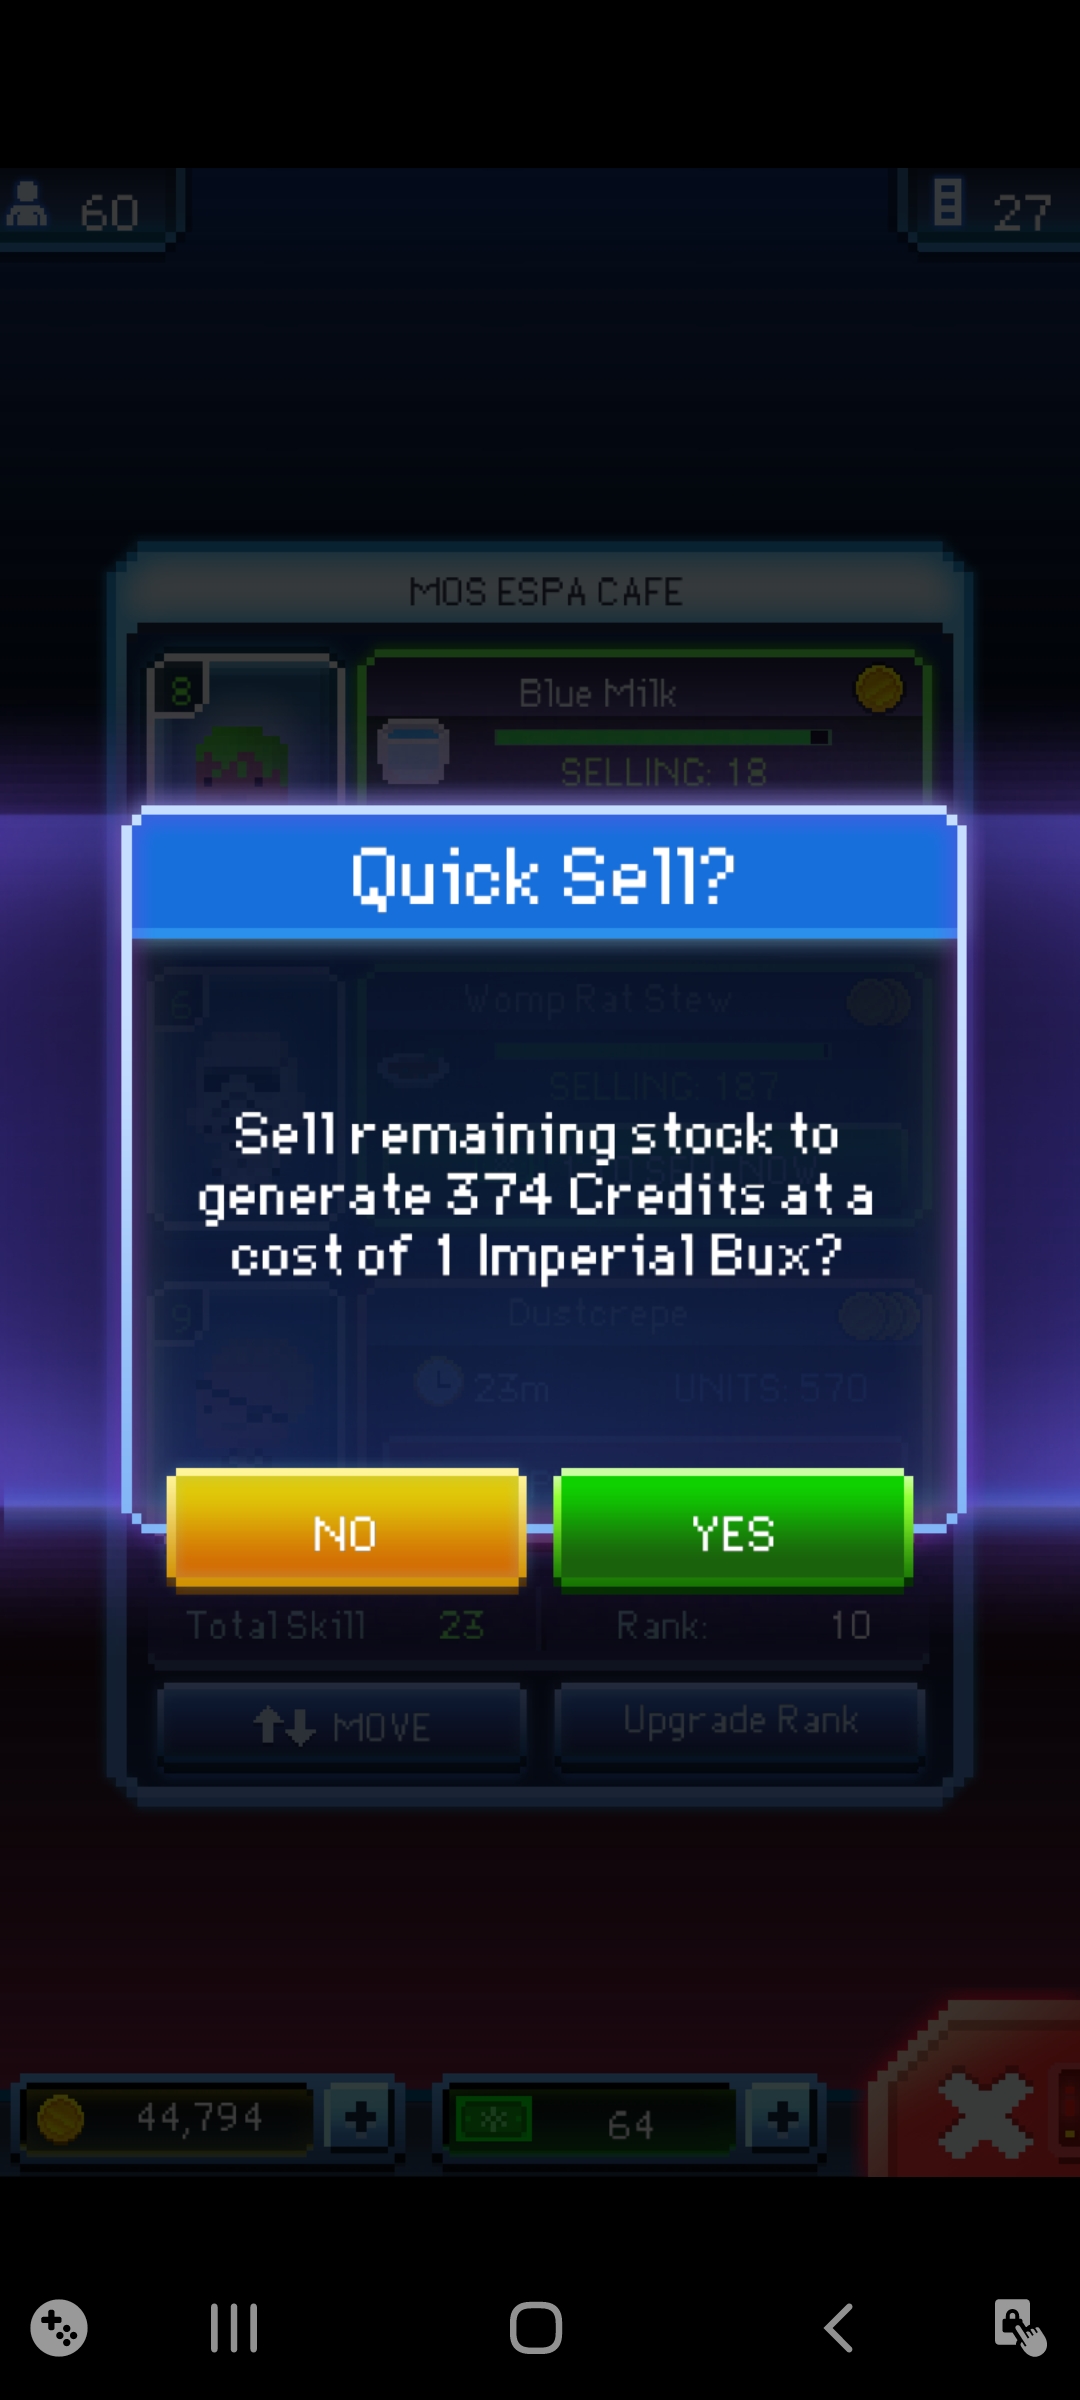 60
27
MOS ESPA CAFE
8
Blue Milk
SELLING: 18
Quick Sell?
6
Womp Rat Stew
SELLING: 187
Sell remaining stock to
generate 374 Credits at a
cost of 1 Imperial Bux?
9
Dustcrepe
23m
UNITS: 570
NO
YES
Total Skill 23
Rank: 10
MOVE
Upgrade Rank
44,794
64